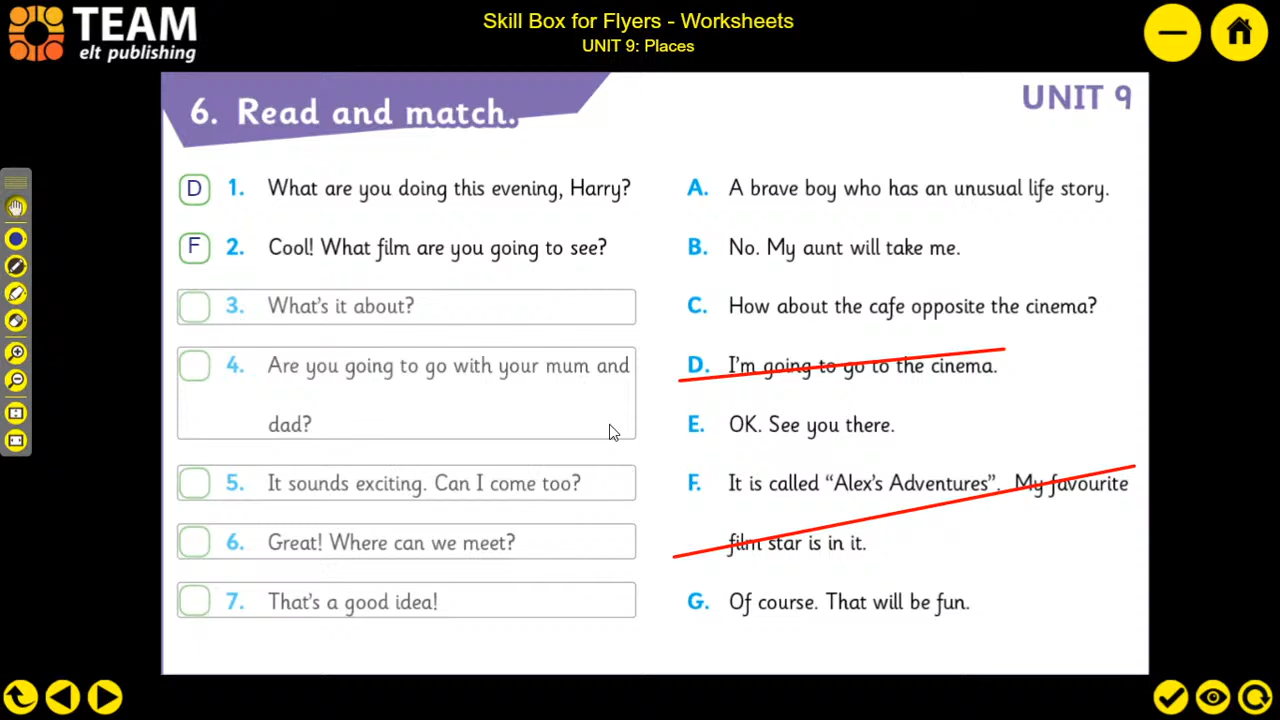 TEAM
elt publishing
Skill Box for Flyers - Worksheets
UNIT 9: Places
6. Read and match.
UNIT 9
D 1. What are you doing this evening, Harry?
F 2. Cool! What film are you going to see?
3. What's it about?
4. Are you going to go with your mum and
dad?
5. It sounds exciting. Can I come too?
6. Great! Where can we meet?
7. That's a good idea!
A. A brave boy who has an unusual life story.
B. No. My aunt will take me.
C. How about the cafe opposite the cinema?
D. I'm going to go to the cinema.
E. OK. See you there.
F. It is called “Alex's Adventures”. My favourite
film star is in it.
G. Of course. That will be fun.